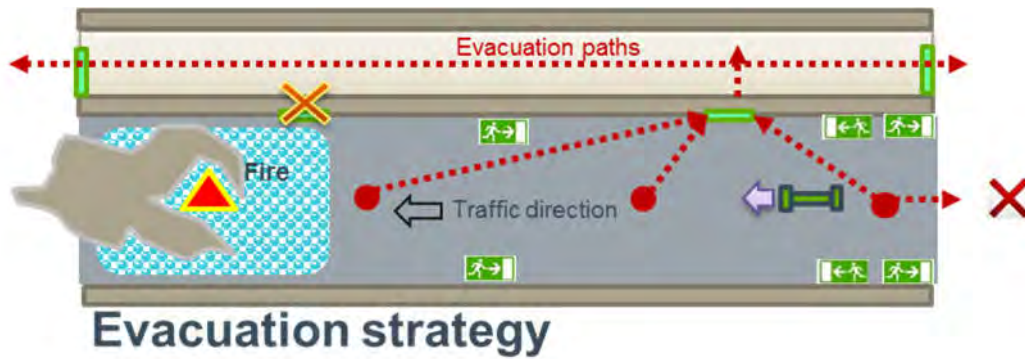 Evacuation paths
Fire
Traffic direction
Evacuation strategy